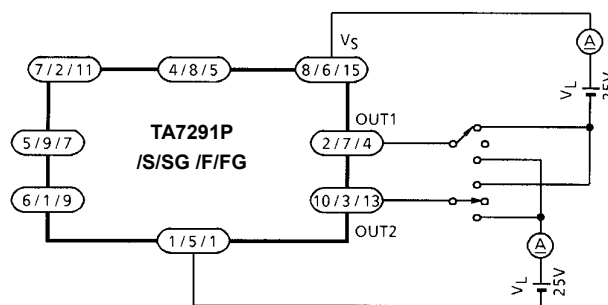 VS
A
7 / 2 / 11
4 / 8 / 5
8 / 6 / 15
VL
25V
TA7291P
/S/SG /F/FG
OUT1
5 / 9 / 7
2 / 7 / 4
6 / 1 / 9
10 / 3 / 13
OUT2
1 / 5 / 1
A
VL
25V